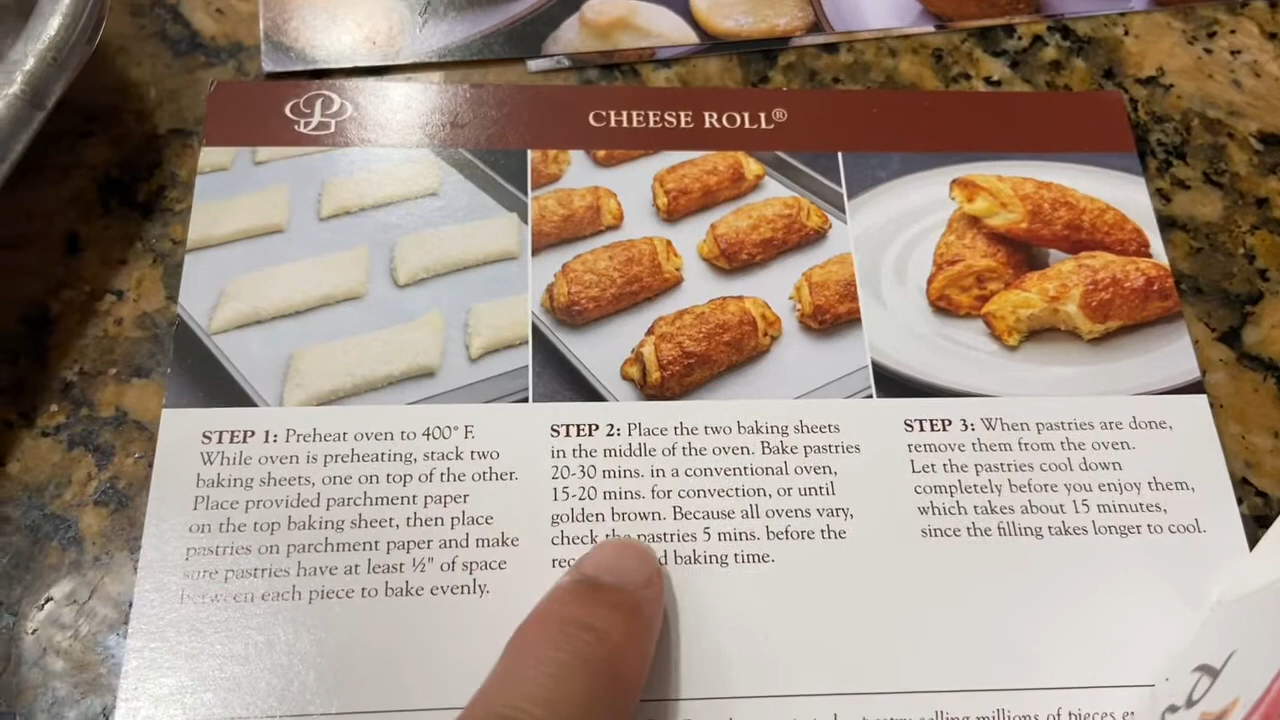 CHEESE ROLL®
STEP 1: Preheat oven to 400° F.
While oven is preheating, stack two
baking sheets, one on top of the other.
Place provided parchment paper
on the top baking sheet, then place
pastries on parchment paper and make
sure pastries have at least ½" of space
between each piece to bake evenly.
STEP 2: Place the two baking sheets
in the middle of the oven. Bake pastries
20-30 mins. in a conventional oven,
15-20 mins. for convection, or until
golden brown. Because all ovens vary,
check the pastries 5 mins. before the
baking time.
STEP 3: When pastries are done,
remove them from the oven.
Let the pastries cool down
completely before you enjoy them,
which takes about 15 minutes,
since the filling takes longer to cool.
selling millions of pieces